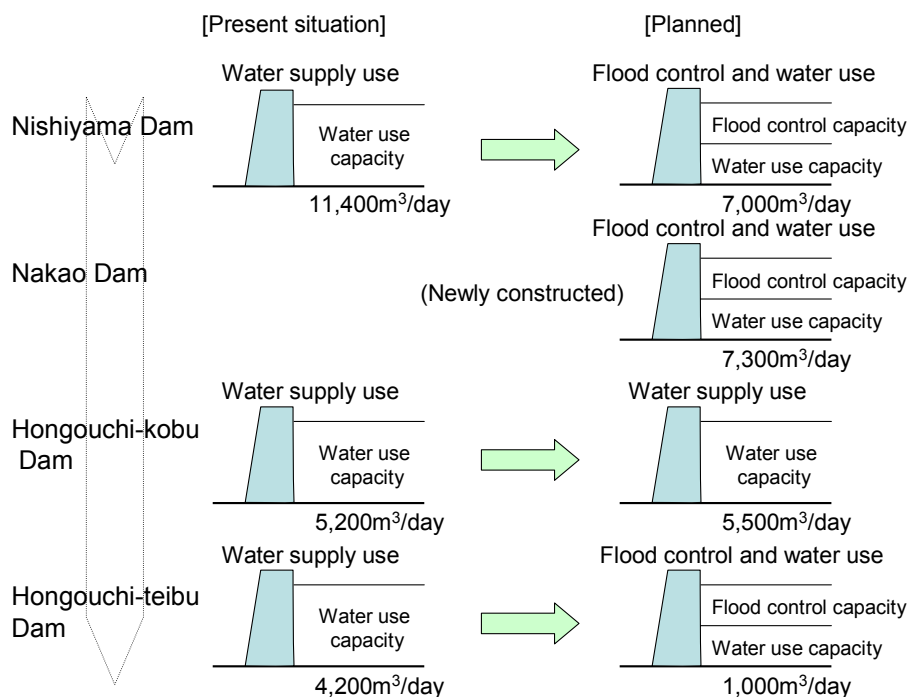 [Present situation]
[Planned]
Water supply use
Flood control and water use
Nishiyama Dam
Water use
capacity
Flood control capacity
Water use capacity
11,400m³/day
7,000m³/day
Flood control and water use
Nakao Dam
(Newly constructed)
Flood control capacity
Water use capacity
7,300m³/day
Water supply use
Water supply use
Hongouchi-kobu
Dam
Water use
capacity
Water use
capacity
5,200m³/day
5,500m³/day
Water supply use
Flood control and water use
Hongouchi-teibu
Dam
Water use
capacity
Flood control capacity
Water use capacity
4,200m³/day
1,000m³/day